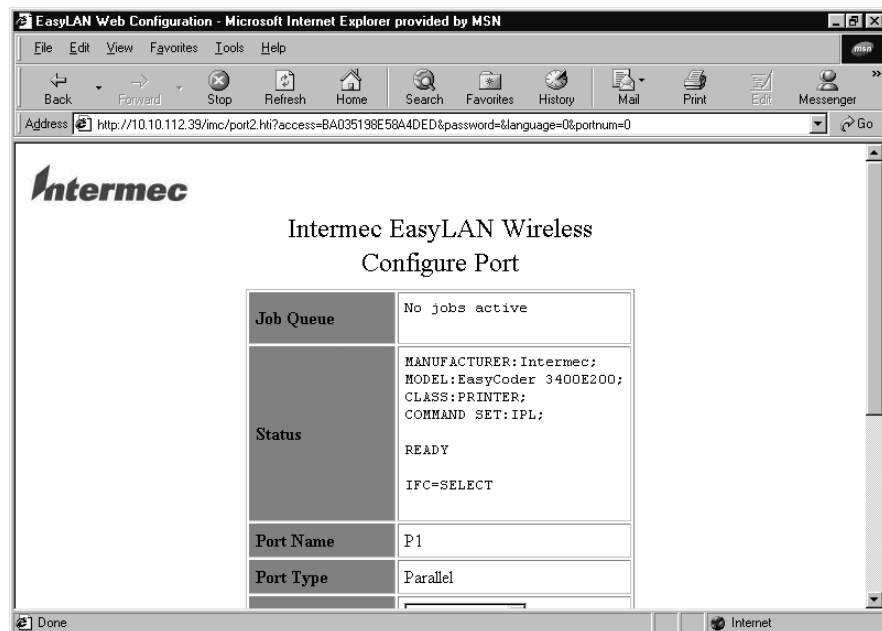 EasyLAN Web Configuration - Microsoft Internet Explorer provided by MSN
File Edit View Favorites Tools Help
msn
Back Forward Stop Refresh Home Search Favorites History Mail Print Edit Messenger »
Address http://10.10.112.39/imc/port2.hti?access=BA035198E58A4DED&password=&language=0&portnum=0 Go
Intermec
Intermec EasyLAN Wireless
Configure Port
Job Queue
No jobs active
Status
MANUFACTURER:Intermec;
MODEL:EasyCoder 3400E200;
CLASS:PRINTER;
COMMAND SET:IPL;
READY
IFC=SELECT
Port Name P1
Port Type Parallel
Done Internet